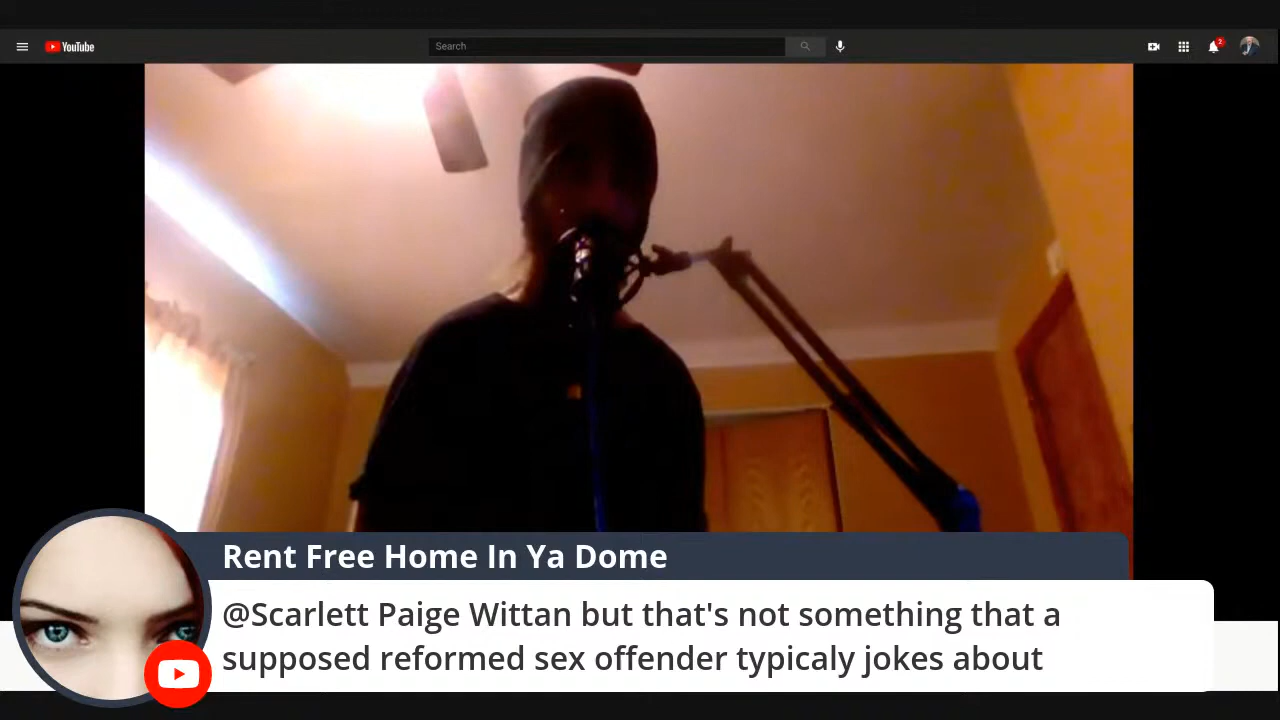 YouTube
Search
2
Rent Free Home In Ya Dome
@Scarlett Paige Wittan but that's not something that a
supposed reformed sex offender typicaly jokes about